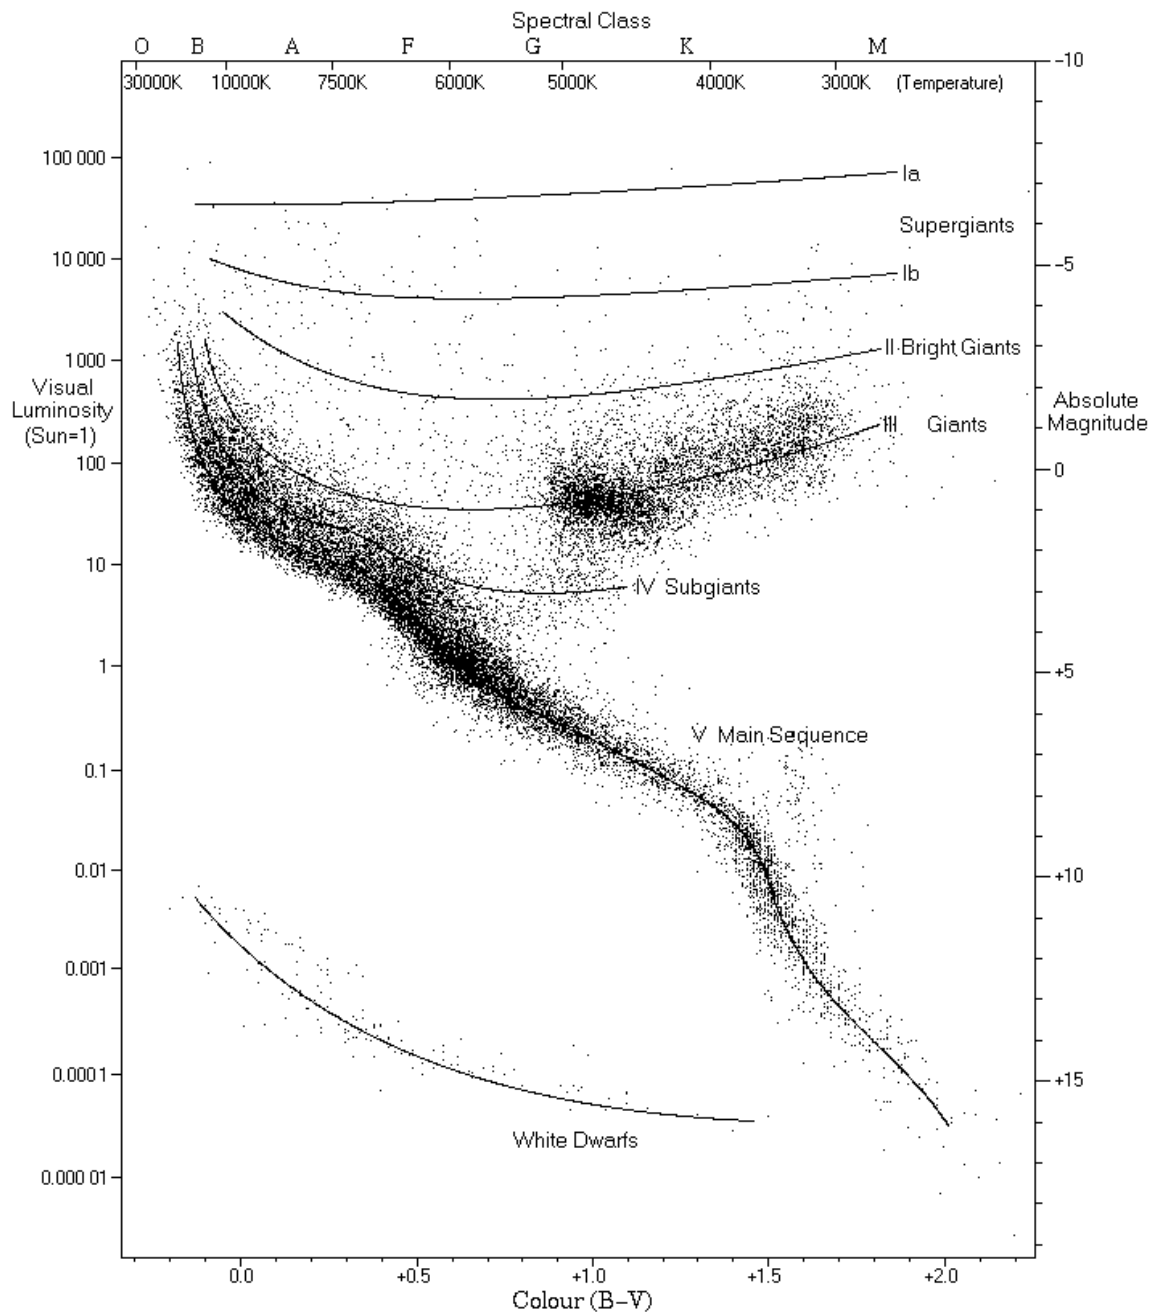 Spectral Class
O B A F G K M
30000K 10000K 7500K 6000K 5000K 4000K 3000K (Temperature)
-10
100 000
Ia
Supergiants
10 000
-5
Ib
1 000
II Bright Giants
Visual
Luminosity
(Sun=1)
Absolute
Magnitude
III Giants
100
0
10
IV Subgiants
1
+5
V Main Sequence
0.1
0.01
+10
0.001
0.0001
+15
White Dwarfs
0.000 01
0.0 +0.5 +1.0 +1.5 +2.0
Colour (B-V)